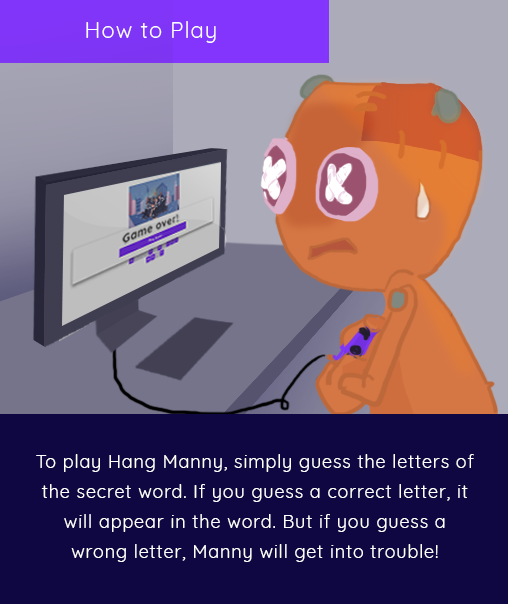 How to Play
Game over!
To play Hang Manny, simply guess the letters of
the secret word. If you guess a correct letter, it
will appear in the word. But if you guess a
wrong letter, Manny will get into trouble!